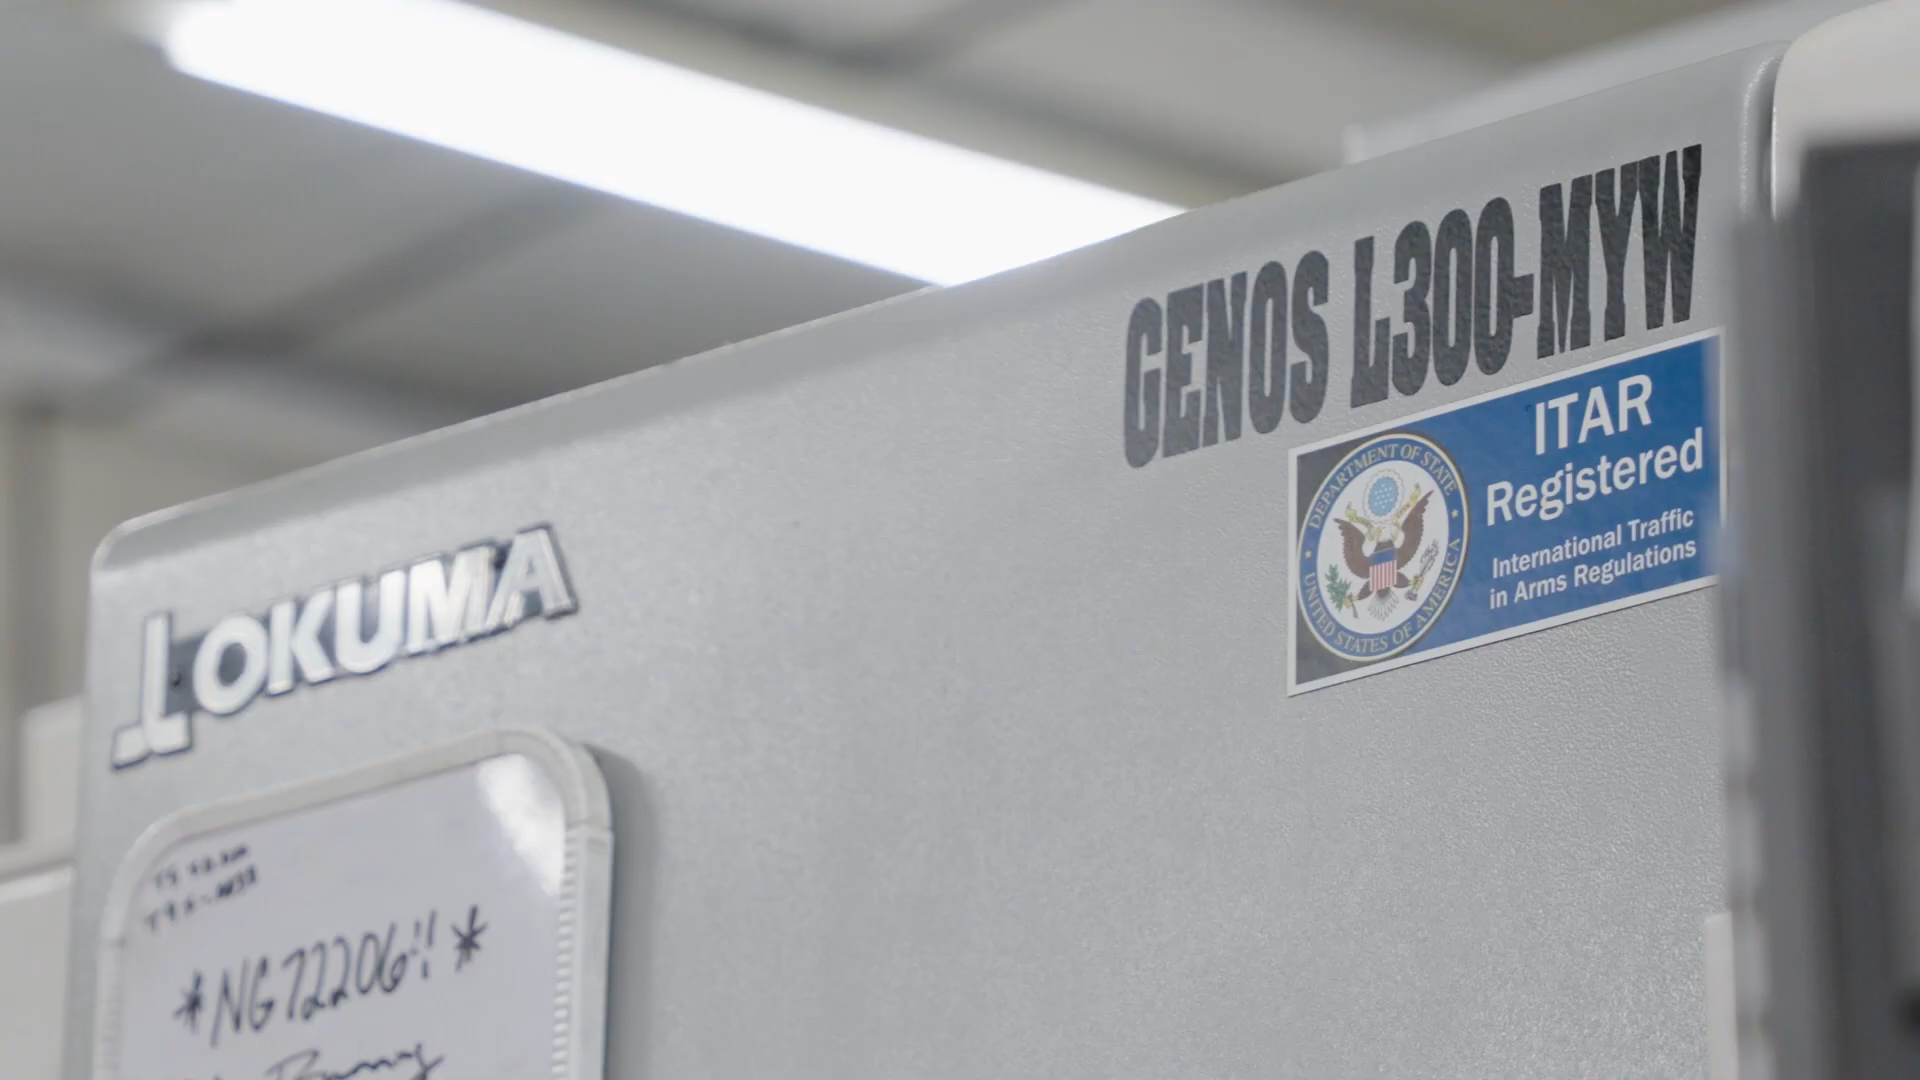 GENOS L300-MYW
ITAR
Registered
International Traffic
in Arms Regulations
DEPARTMENT OF STATE
UNITED STATES OF AMERICA
OKUMA
*NG72206!! *